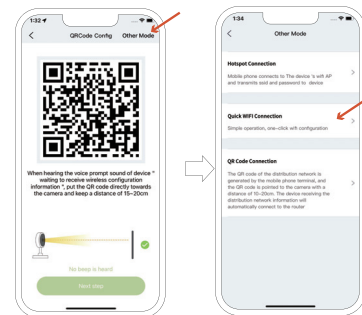 1:32
QRCode Config
Other Mode
When hearing the voice prompt sound of device "
waiting to receive wireless configuration
information ", put the QR code directly towards
the camera and keep a distance of 15-20cm
No beep is heard
Next stop
1:34
Other Mode
Hotspot Connection
Mobile phone connects to The device 's wifi AP
and transmits ssid and password to device
Quick WIFI Connection
Simple operation, one-click wifi configuration
QR Code Connection
The QR code of the distribution network is
generated by the mobile phone terminal, and
the QR code is pointed to the camera with a
distance of 10-20cm. The device receiving the
distribution network information will
automatically connect to the router